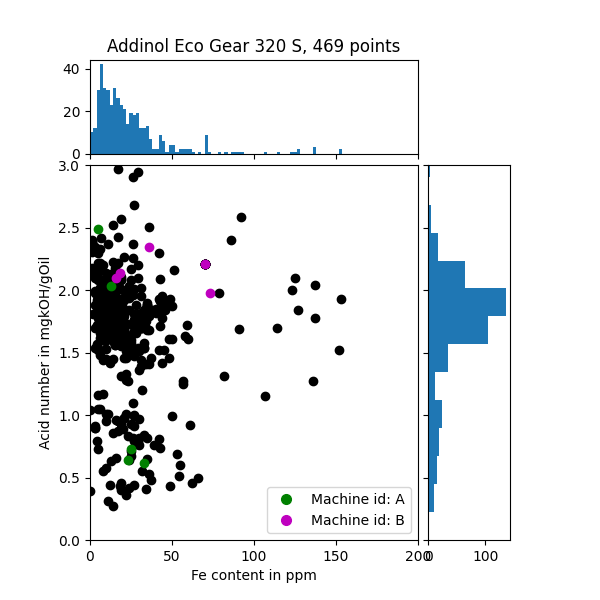 Addinol Eco Gear 320 S, 469 points
40
20
0
3.0
2.5
2.0
1.5
1.0
0.5
0.0
Acid number in mgkOH/gOil
Machine id: A
Machine id: B
0 50 100 150 200
0 100
Fe content in ppm